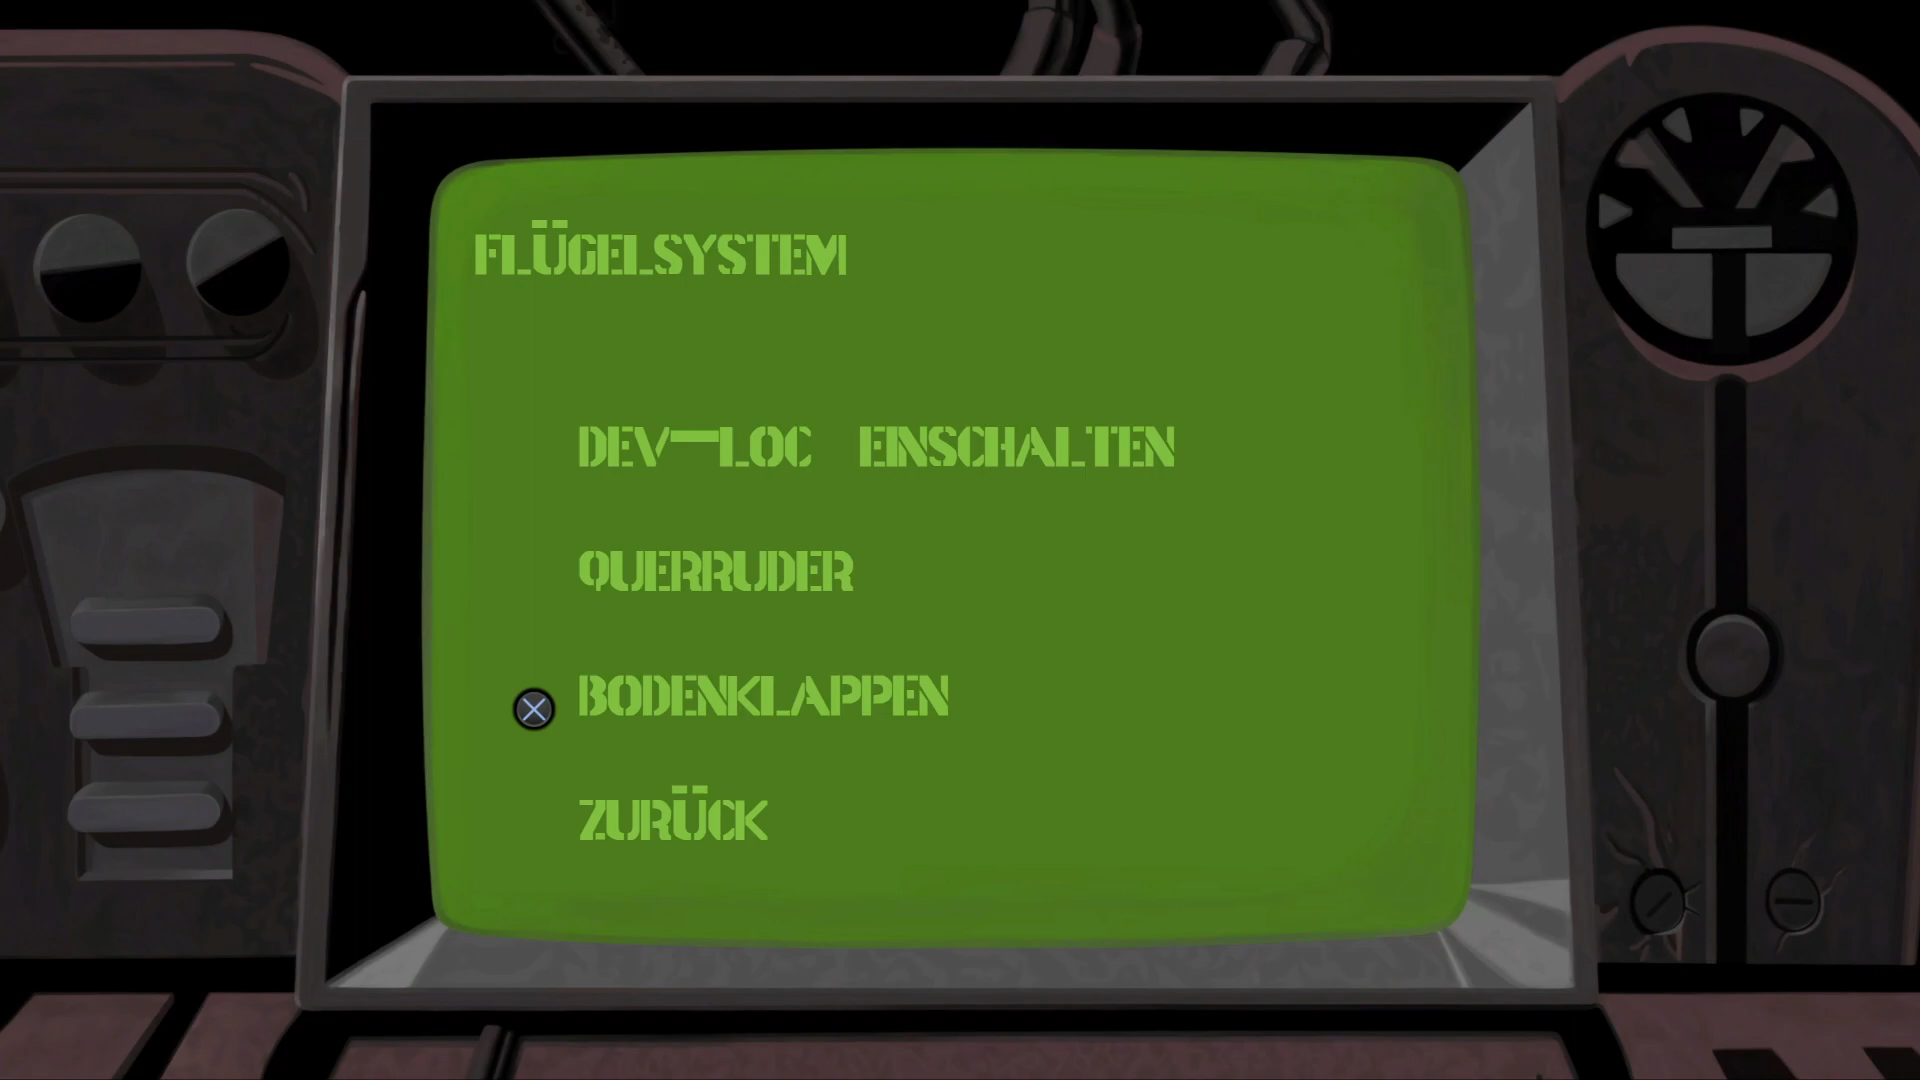 FLÜGELSYSTEM
DEV-LOC EINSCHALTEN
QUERRUDER
BODENKLAPPEN
ZURÜCK